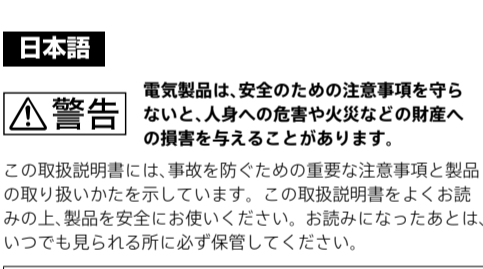 日本語
電気製品は、安全のための注意事項を守ら
警告
ないと、人身への危害や火災などの財産へ
の損害を与えることがあります。
この取扱説明書には、事故を防ぐための重要な注意事項と製品
の取り扱いかたを示しています。この取扱説明書をよくお読
みの上、製品を安全にお使いください。お読みになったあとは、
いつでも見られる所に必ず保管してください。